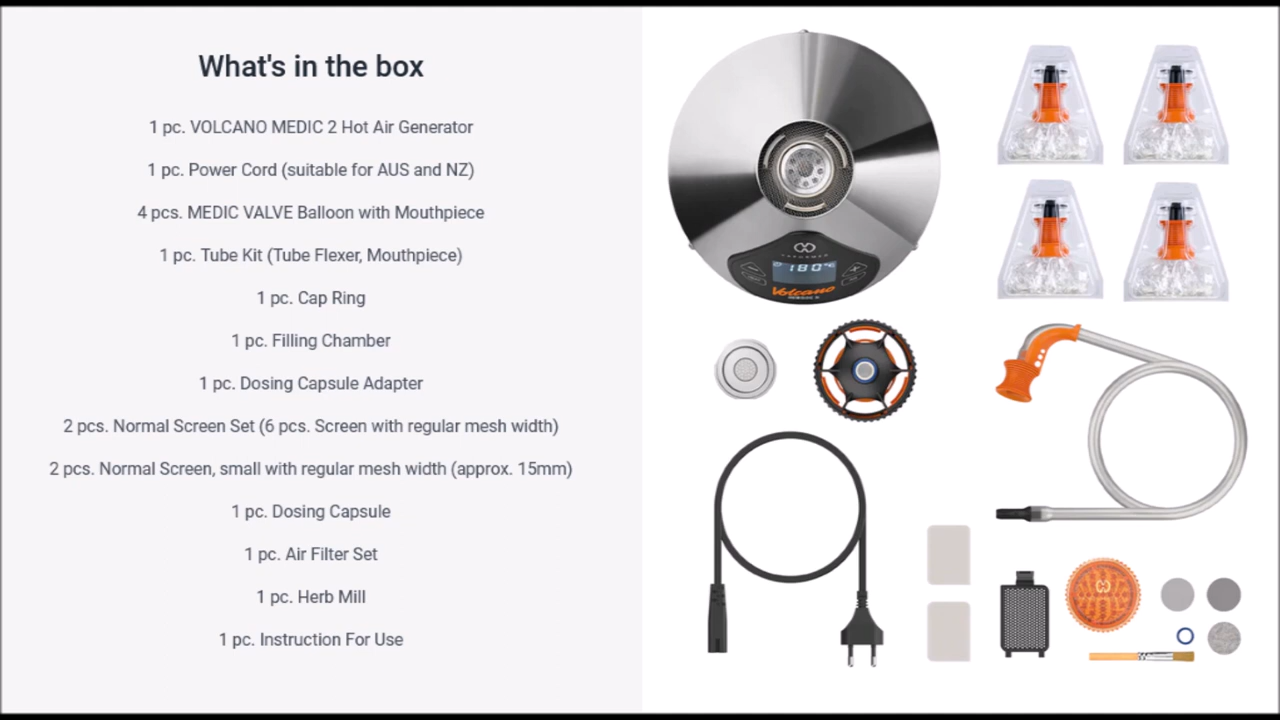 What's in the box
1 pc. VOLCANO MEDIC 2 Hot Air Generator
1 pc. Power Cord (suitable for AUS and NZ)
4 pcs. MEDIC VALVE Balloon with Mouthpiece
1 pc. Tube Kit (Tube Flexer, Mouthpiece)
1 pc. Cap Ring
1 pc. Filling Chamber
1 pc. Dosing Capsule Adapter
2 pcs. Normal Screen Set (6 pcs. Screen with regular mesh width)
2 pcs. Normal Screen, small with regular mesh width (approx. 15mm)
1 pc. Dosing Capsule
1 pc. Air Filter Set
1 pc. Herb Mill
1 pc. Instruction For Use
180°C
Volcano